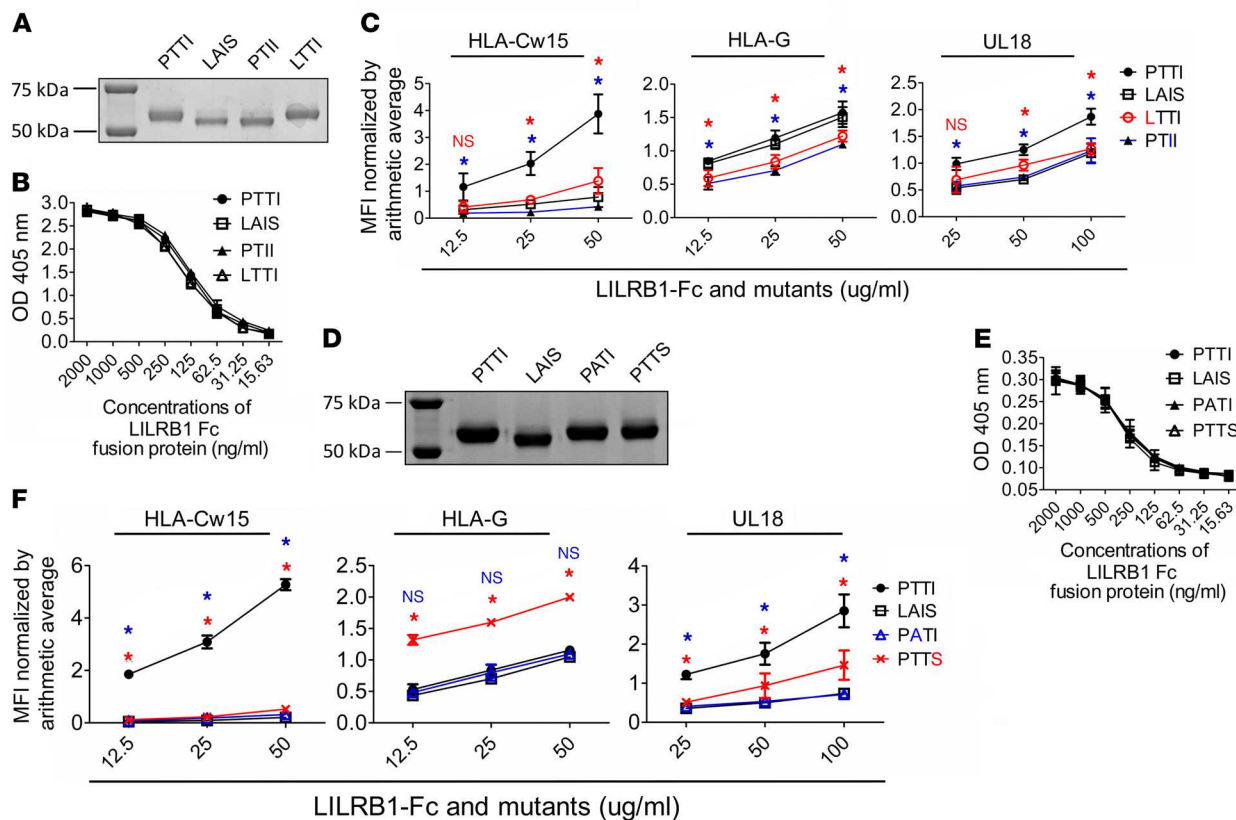 A
PTTI LAIS PTII LTTI
75 kDa
50 kDa
B
3.0
2.5
2.0
1.5
1.0
0.5
0.0
OD 405 nm
PTTI
LAIS
PTII
LTTI
2000 1000 500 250 125 62.5 31.25 15.63
Concentrations of
LILRB1 Fc
fusion protein (ng/ml)
C
HLA-Cw15 HLA-G UL18
MFI normalized by
arithmetic average
5
4
3
2
1
0
NS * *
* * *
12.5 25 50
2.0
1.5
1.0
0.5
0.0
* * *
* * *
12.5 25 50
2.5
2.0
1.5
1.0
0.5
0.0
NS * *
* * *
25 50 100
PTTI
LAIS
LTTI
PTII
LILRB1-Fc and mutants (ug/ml)
D
PTTI LAIS PATI PTTS
75 kDa
50 kDa
E
0.35
0.30
0.25
0.20
0.15
0.10
0.05
OD 405 nm
PTTI
LAIS
PATI
PTTS
2000 1000 500 250 125 62.5 31.25 15.63
Concentrations of
LILRB1 Fc
fusion protein (ng/ml)
F
HLA-Cw15 HLA-G UL18
MFI normalized by
arithmetic average
6
4
2
0
* * *
* * *
12.5 25 50
2.5
2.0
1.5
1.0
0.5
0.0
NS NS NS
* * *
12.5 25 50
4
3
2
1
0
* * *
* * *
25 50 100
PTTI
LAIS
PATI
PTTS
LILRB1-Fc and mutants (ug/ml)